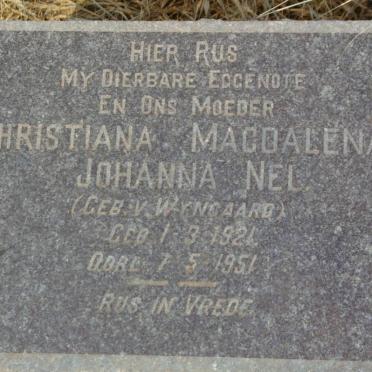 HIER RUS
MY DIERBARE EGGENOTE
EN ONS MOEDER
CHRISTIANA MAGDALENA
JOHANNA NEL.
(GEB. V. WYNGAARD)
GEB. 1. 3. 1921.
OORL. 7. 5. 1951.
RUS IN VREDE.